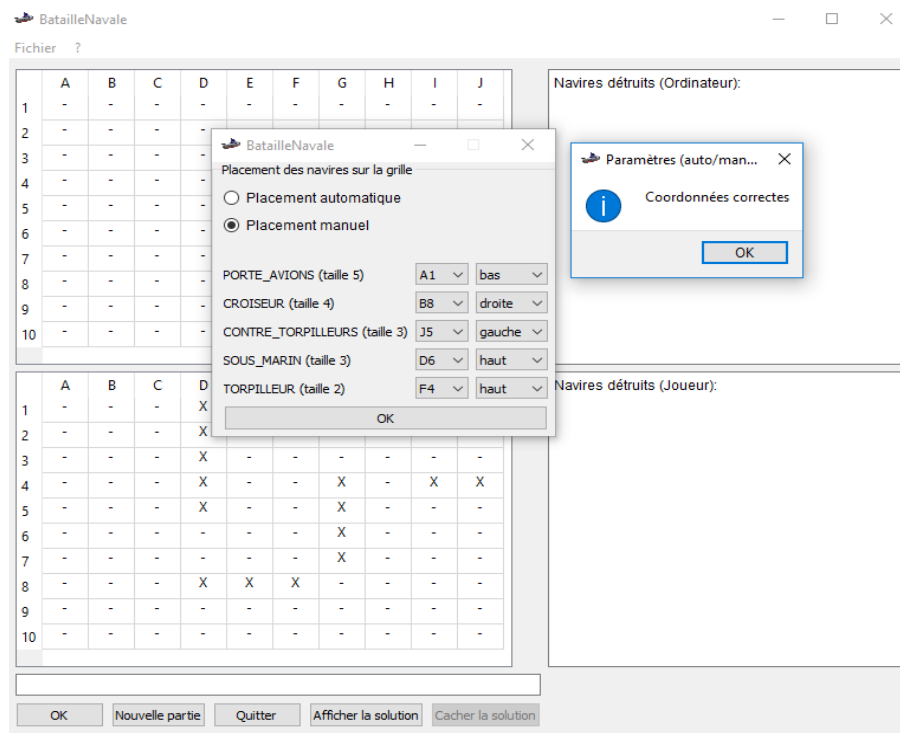 BatailleNavale
Fichier ?
A B C D E F G H I J
1 - - - - - - - - - -
2 - - - -
3 - - - -
4 - - - -
5 - - - -
6 - - - -
7 - - - -
8 - - - -
9 - - - -
10 - - - -
Navires détruits (Ordinateur):
BatailleNavale
Placement des navires sur la grille
Placement automatique
Placement manuel
PORTE_AVIONS (taille 5) A1 bas
CROISEUR (taille 4) B8 droite
CONTRE_TORPILLEURS (taille 3) J5 gauche
SOUS_MARIN (taille 3) D6 haut
TORPILLEUR (taille 2) F4 haut
OK
Paramètres (auto/man...
Coordonnées correctes
OK
A B C D
1 - - - X
2 - - - X
3 - - - X - - - - - -
4 - - - X - - X - X X
5 - - - X - - X - - -
6 - - - - - - X - - -
7 - - - - - - X - - -
8 - - - X X X - - - -
9 - - - - - - - - - -
10 - - - - - - - - - -
Navires détruits (Joueur):
OK Nouvelle partie Quitter Afficher la solution Cacher la solution